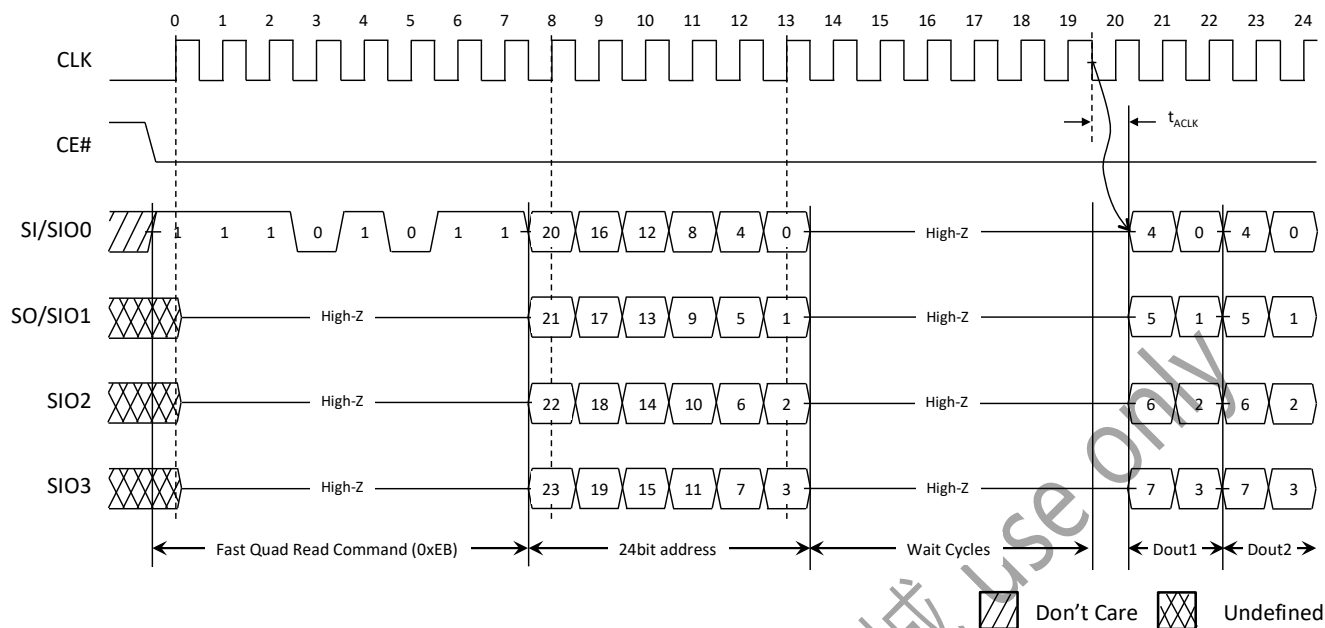 0 1 2 3 4 5 6 7 8 9 10 11 12 13 14 15 16 17 18 19 20 21 22 23 24
CLK
tACLK
CE#
SI/SIO0 1 1 1 0 1 0 1 1 20 16 12 8 4 0 High-Z 4 0 4 0
SO/SIO1 High-Z 21 17 13 9 5 1 High-Z 5 1 5 1
SIO2 High-Z 22 18 14 10 6 2 High-Z 6 2 6 2
SIO3 High-Z 23 19 15 11 7 3 High-Z 7 3 7 3
Fast Quad Read Command (0xEB) 24bit address Wait Cycles Dout1 Dout2
Don't Care Undefined
use only